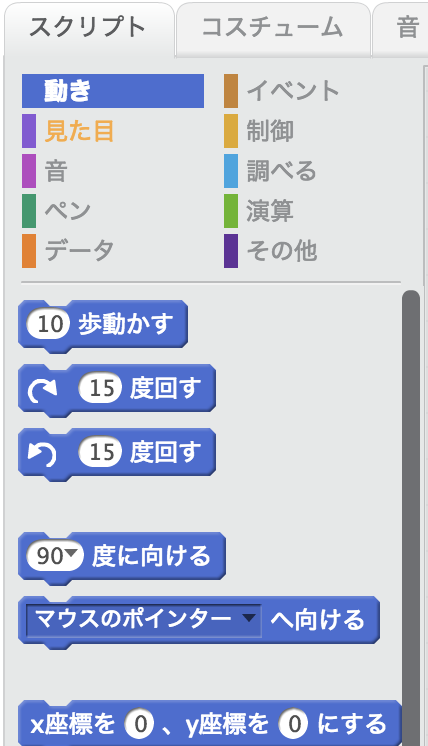 スクリプト コスチューム 音
動き イベント
見た目 制御
音 調べる
ペン 演算
データ その他
10 歩動かす
15 度回す
15 度回す
90 度に向ける
マウスのポインター へ向ける
x座標を 0 、y座標を 0 にする